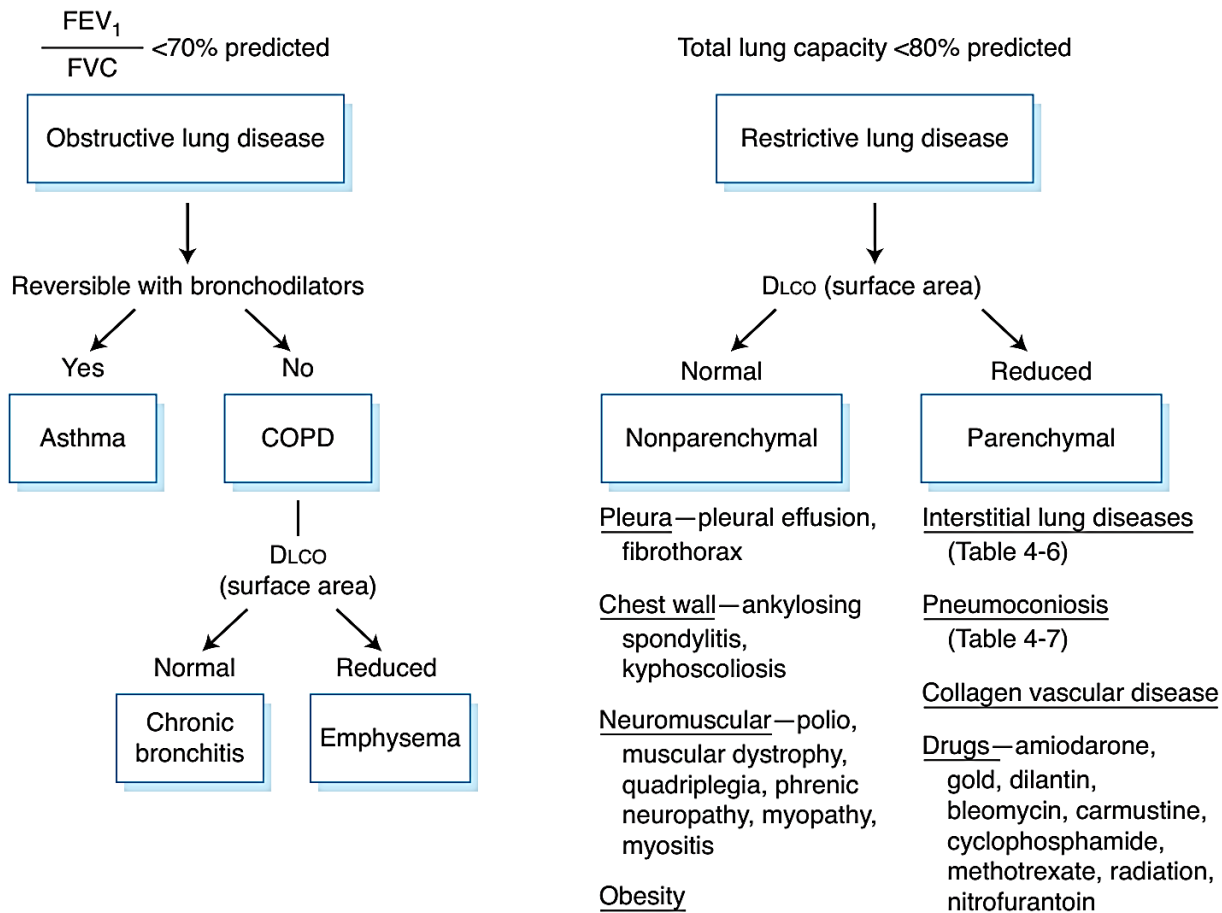 FEV1
FVC
<70% predicted
Obstructive lung disease
Reversible with bronchodilators
Yes
No
Asthma
COPD
DLCO
(surface area)
Normal
Reduced
Chronic
bronchitis
Emphysema
Total lung capacity <80% predicted
Restrictive lung disease
DLCO (surface area)
Normal
Reduced
Nonparenchymal
Parenchymal
Pleura—pleural effusion,
fibrothorax
Chest wall—ankylosing
spondylitis,
kyphoscoliosis
Neuromuscular—polio,
muscular dystrophy,
quadriplegia, phrenic
neuropathy, myopathy,
myositis
Obesity
Interstitial lung diseases
(Table 4-6)
Pneumoconiosis
(Table 4-7)
Collagen vascular disease
Drugs—amiodarone,
gold, dilantin,
bleomycin, carmustine,
cyclophosphamide,
methotrexate, radiation,
nitrofurantoin